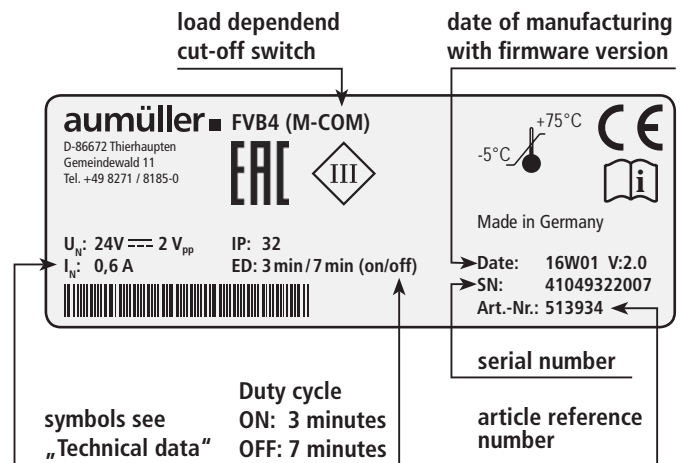 load dependend
cut-off switch
date of manufacturing
with firmware version
aumüller FVB4 (M-COM)
D-86672 Thierhaupten
Gemeindewald 11
Tel. +49 8271 / 8185-0
EAC
III
+75°C
-5°C
CE
i
Made in Germany
UN: 24V 2 Vpp IP: 32
IN: 0,6 A ED: 3 min / 7 min (on/off)
Date: 16W01 V:2.0
SN: 41049322007
Art.-Nr.: 513934
serial number
symbols see
„Technical data“
Duty cycle
ON: 3 minutes
OFF: 7 minutes
article reference
number